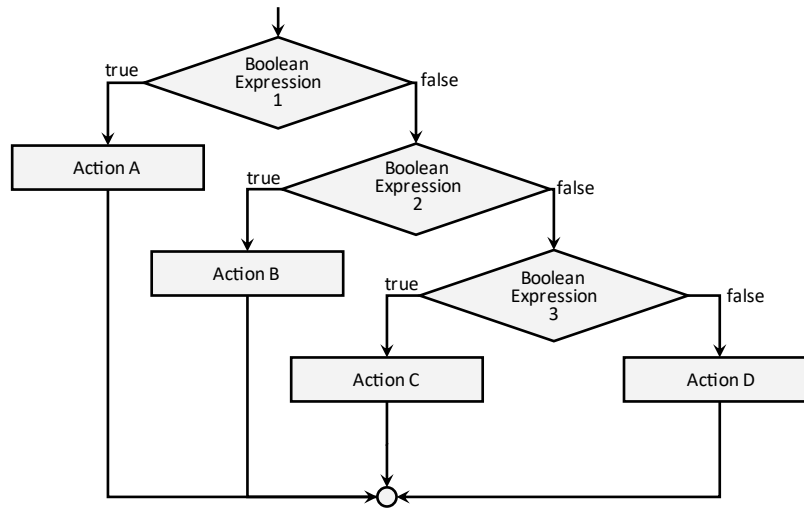 true
Boolean
Expression
1
false
Action A
true
Boolean
Expression
2
false
Action B
true
Boolean
Expression
3
false
Action C
Action D